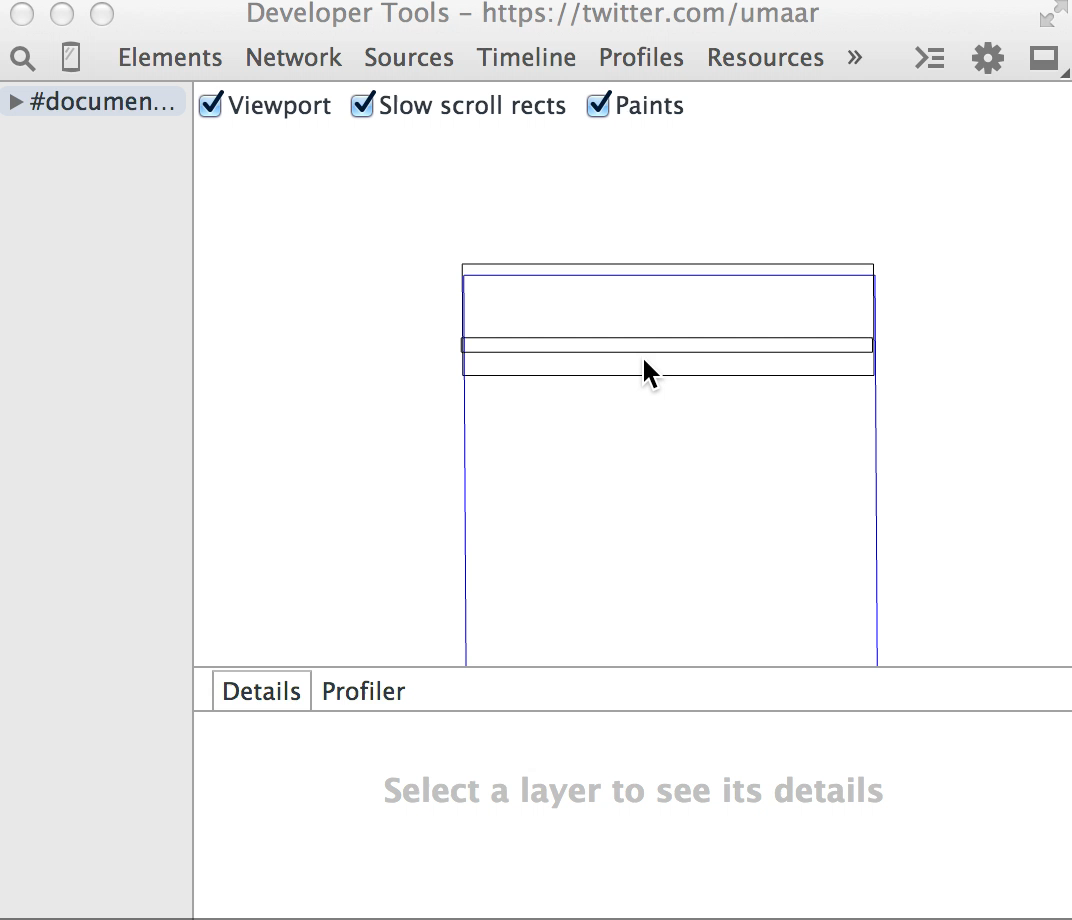 Developer Tools – https://twitter.com/umaar
Elements Network Sources Timeline Profiles Resources »
#documen... Viewport Slow scroll rects Paints
Details Profiler
Select a layer to see its details